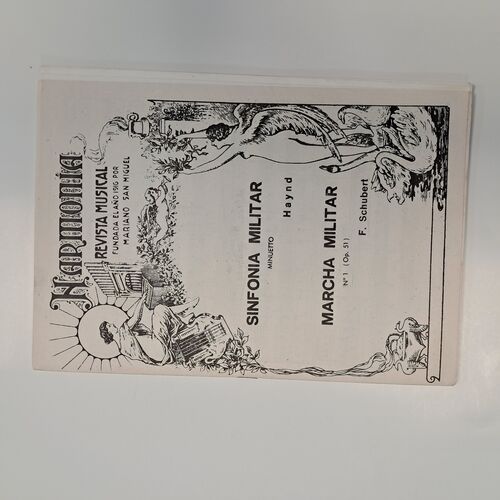 HARMONÍA
REVISTA MUSICAL
FUNDADA EL AÑO 1916 POR
MARIANO SAN MIGUEL
SINFONIA MILITAR
MINUETTO
Haynd
MARCHA MILITAR
Nº 1 (Op. 51)
F. Schubert